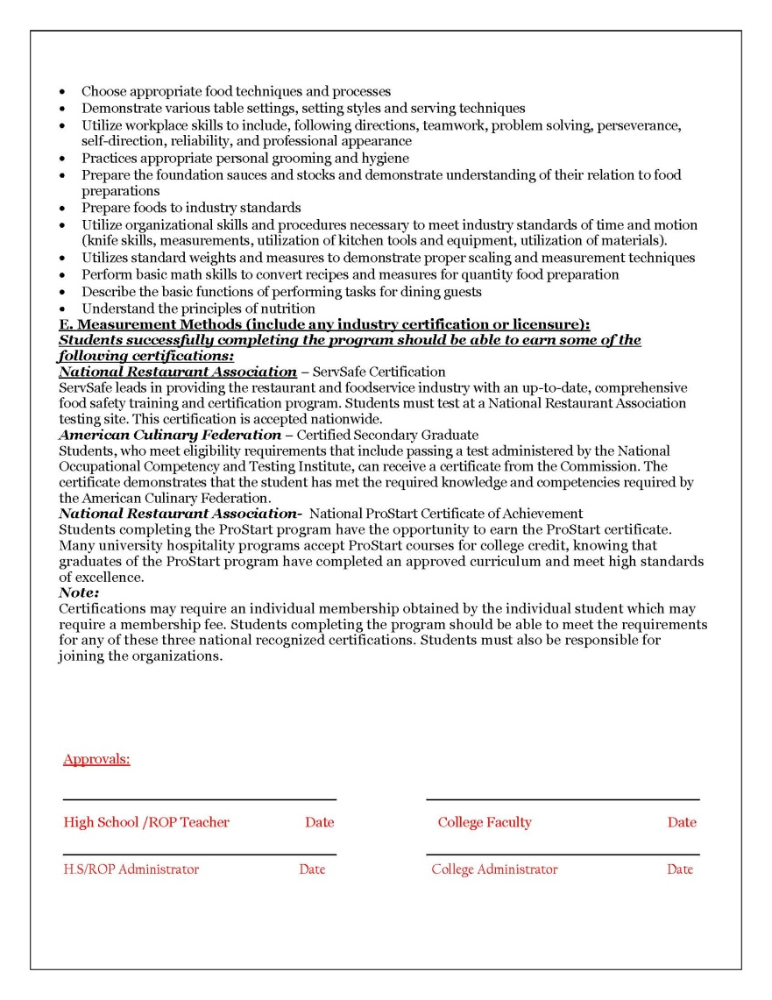 • Choose appropriate food techniques and processes
• Demonstrate various table settings, setting styles and serving techniques
• Utilize workplace skills to include, following directions, teamwork, problem solving, perseverance,
self-direction, reliability, and professional appearance
• Practices appropriate personal grooming and hygiene
• Prepare the foundation sauces and stocks and demonstrate understanding of their relation to food
preparations
• Prepare foods to industry standards
• Utilize organizational skills and procedures necessary to meet industry standards of time and motion
(knife skills, measurements, utilization of kitchen tools and equipment, utilization of materials).
• Utilizes standard weights and measures to demonstrate proper scaling and measurement techniques
• Perform basic math skills to convert recipes and measures for quantity food preparation
• Describe the basic functions of performing tasks for dining guests
• Understand the principles of nutrition
E. Measurement Methods (include any industry certification or licensure):
Students successfully completing the program should be able to earn some of the
following certifications:
National Restaurant Association – ServSafe Certification
ServSafe leads in providing the restaurant and foodservice industry with an up-to-date, comprehensive
food safety training and certification program. Students must test at a National Restaurant Association
testing site. This certification is accepted nationwide.
American Culinary Federation – Certified Secondary Graduate
Students, who meet eligibility requirements that include passing a test administered by the National
Occupational Competency and Testing Institute, can receive a certificate from the Commission. The
certificate demonstrates that the student has met the required knowledge and competencies required by
the American Culinary Federation.
National Restaurant Association- National ProStart Certificate of Achievement
Students completing the ProStart program have the opportunity to earn the ProStart certificate.
Many university hospitality programs accept ProStart courses for college credit, knowing that
graduates of the ProStart program have completed an approved curriculum and meet high standards
of excellence.
Note:
Certifications may require an individual membership obtained by the individual student which may
require a membership fee. Students completing the program should be able to meet the requirements
for any of these three national recognized certifications. Students must also be responsible for
joining the organizations.
Approvals:
High School /ROP Teacher Date College Faculty Date
H.S/ROP Administrator Date College Administrator Date